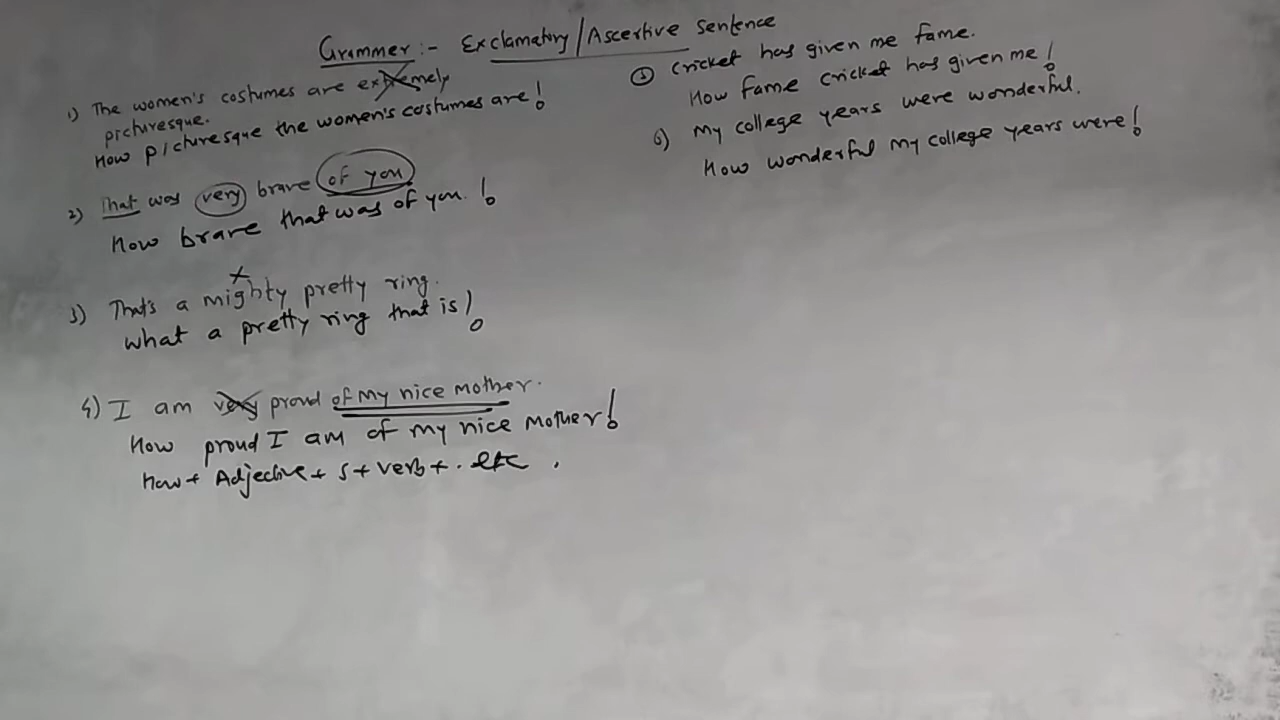 Grammer :- Exclamatory/Ascertive Sentence
1) The women's costumes are extremely
picturesque.
How picturesque the women's costumes are!
2) That was very brave of you
How brave that was of you. !
3) That's a mighty pretty ring.
what a pretty ring that is!
4) I am very proud of my nice mother.
How proud I am of my nice mother!
How + Adjective + S + verb + . etc .
5) Cricket has given me fame.
How fame cricket has given me!
6) My college years were wonderful.
How wonderful my college years were!